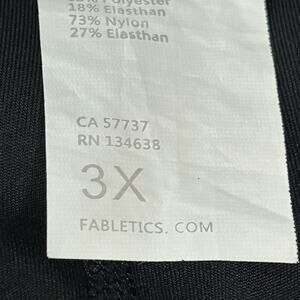 Polyester
18% Elasthan
73% Nylon
27% Elasthan
CA 57737
RN 134638
3X
FABLETICS. COM